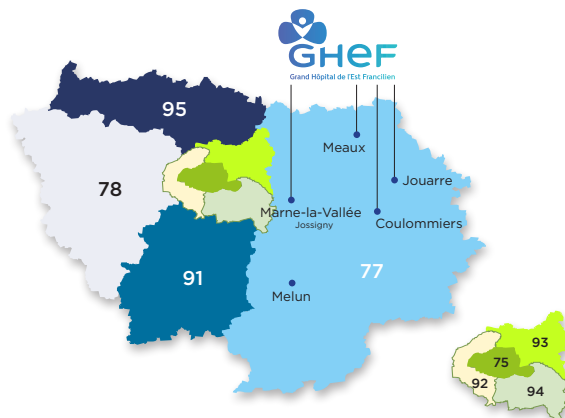 GHEF
Grand Hôpital de l'Est Francilien
95
Meaux
78
Jouarre
Marne-la-Vallée
Jossigny
Coulommiers
91
77
Melun
93
75
92
94